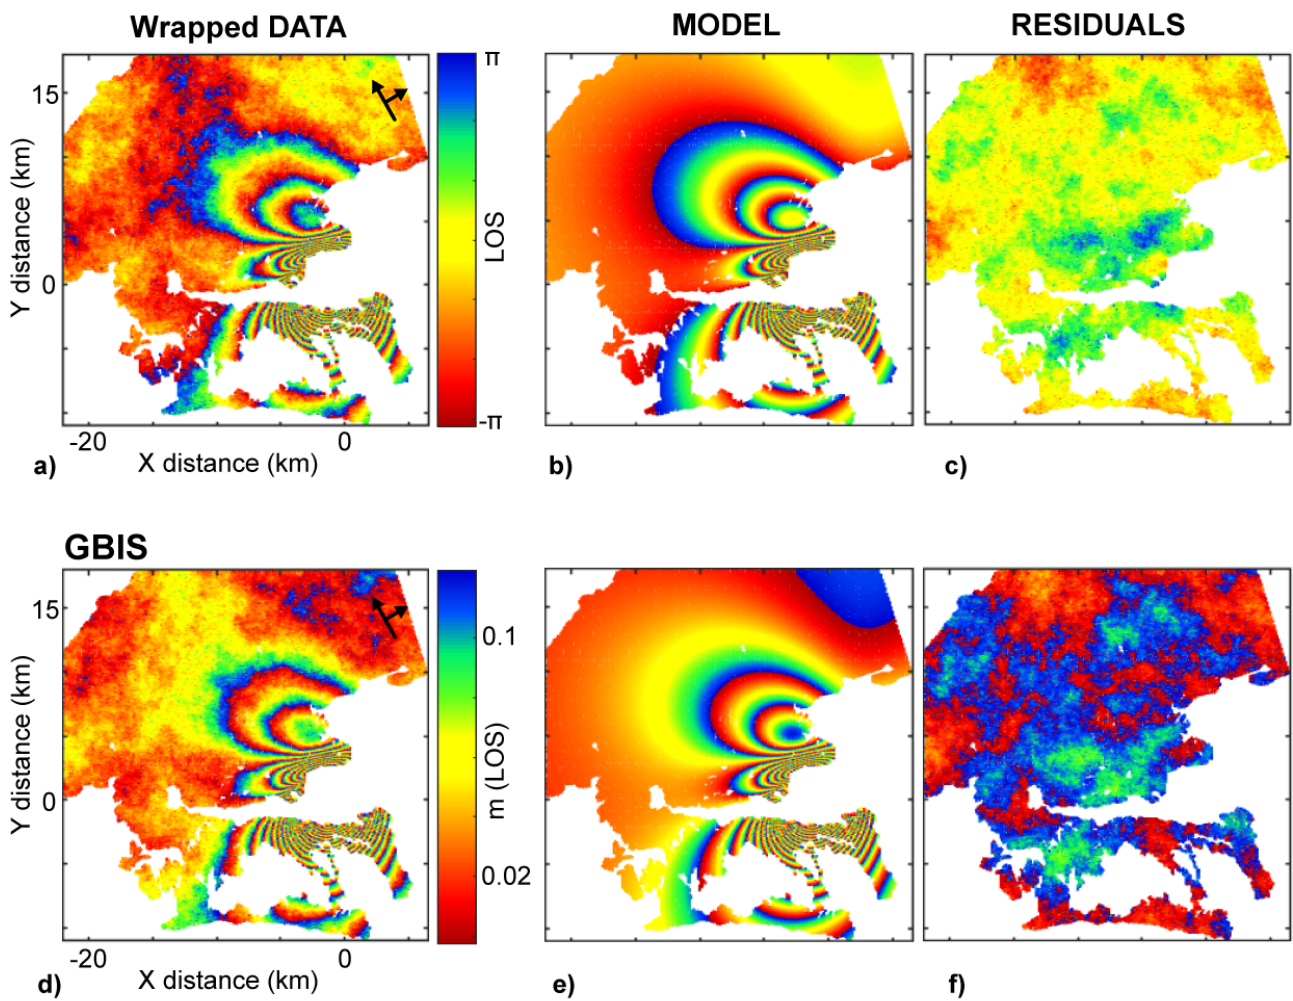 Wrapped DATA
MODEL
RESIDUALS
15
0
Y distance (km)
-20
0
X distance (km)
π
LOS
-π
a)
b)
c)
GBIS
15
0
Y distance (km)
-20
0
X distance (km)
0.1
m (LOS)
0.02
d)
e)
f)